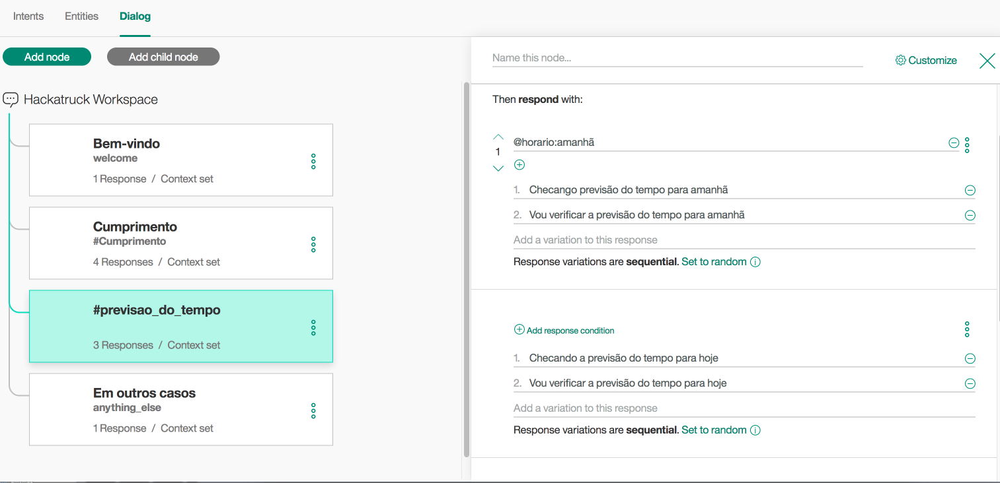 Intents Entities Dialog
Add node Add child node
Hackatruck Workspace
Bem-vindo
welcome
1 Response / Context set
Cumprimento
#Cumprimento
4 Responses / Context set
#previsao_do_tempo
3 Responses / Context set
Em outros casos
anything_else
1 Response / Context set
Name this node...
Customize
Then respond with:
1
@horario:amanhã
1. Checango previsão do tempo para amanhã
2. Vou verificar a previsão do tempo para amanhã
Add a variation to this response
Response variations are sequential. Set to random
Add response condition
1. Checando a previsão do tempo para hoje
2. Vou verificar a previsão do tempo para hoje
Add a variation to this response
Response variations are sequential. Set to random